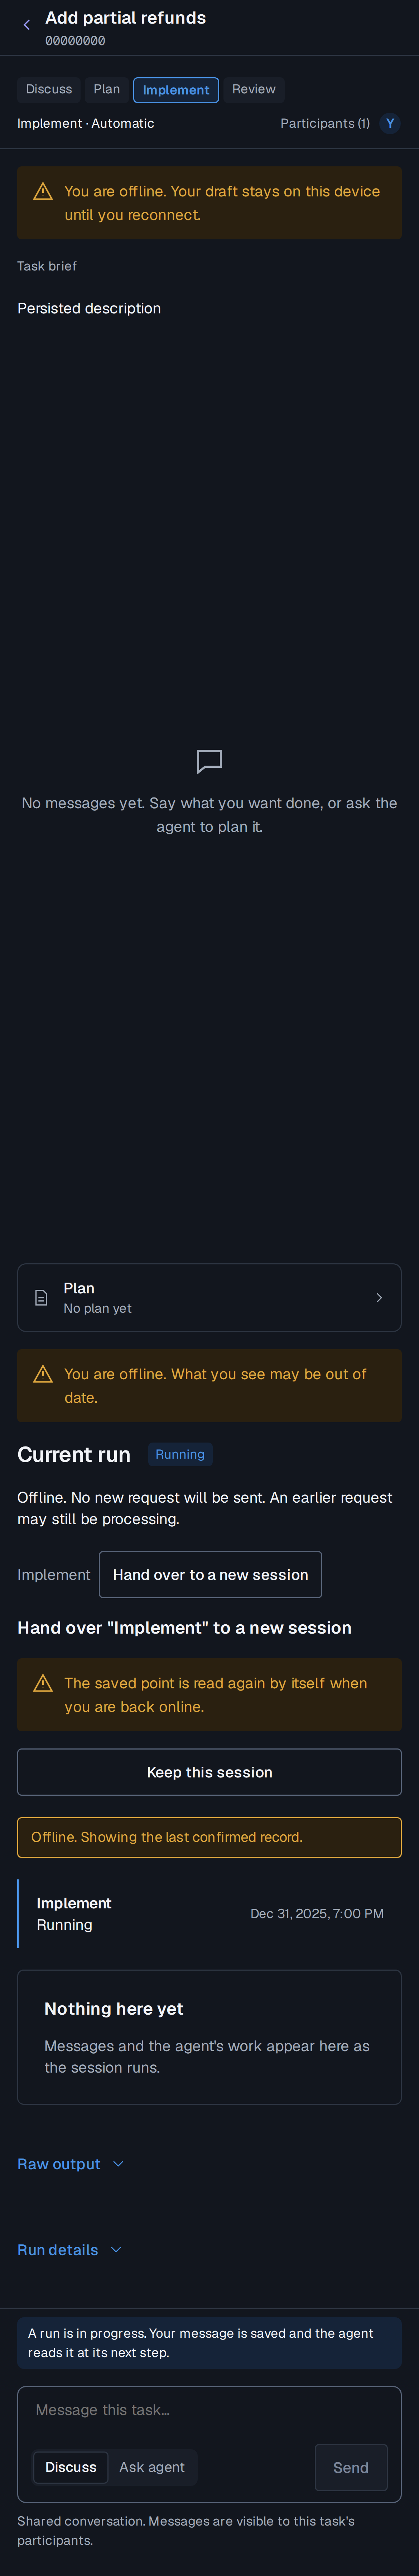 Add partial refunds
00000000
Discuss
Plan
Implement
Review
Implement · Automatic
Participants (1)
Y
You are offline. Your draft stays on this device
until you reconnect.
Task brief
Persisted description
No messages yet. Say what you want done, or ask the
agent to plan it.
Plan
No plan yet
You are offline. What you see may be out of
date.
Current run
Running
Offline. No new request will be sent. An earlier request
may still be processing.
Implement
Hand over to a new session
Hand over "Implement" to a new session
The saved point is read again by itself when
you are back online.
Keep this session
Offline. Showing the last confirmed record.
Implement
Running
Dec 31, 2025, 7:00 PM
Nothing here yet
Messages and the agent's work appear here as
the session runs.
Raw output
Run details
A run is in progress. Your message is saved and the agent
reads it at its next step.
Message this task…
Discuss
Ask agent
Send
Shared conversation. Messages are visible to this task's
participants.